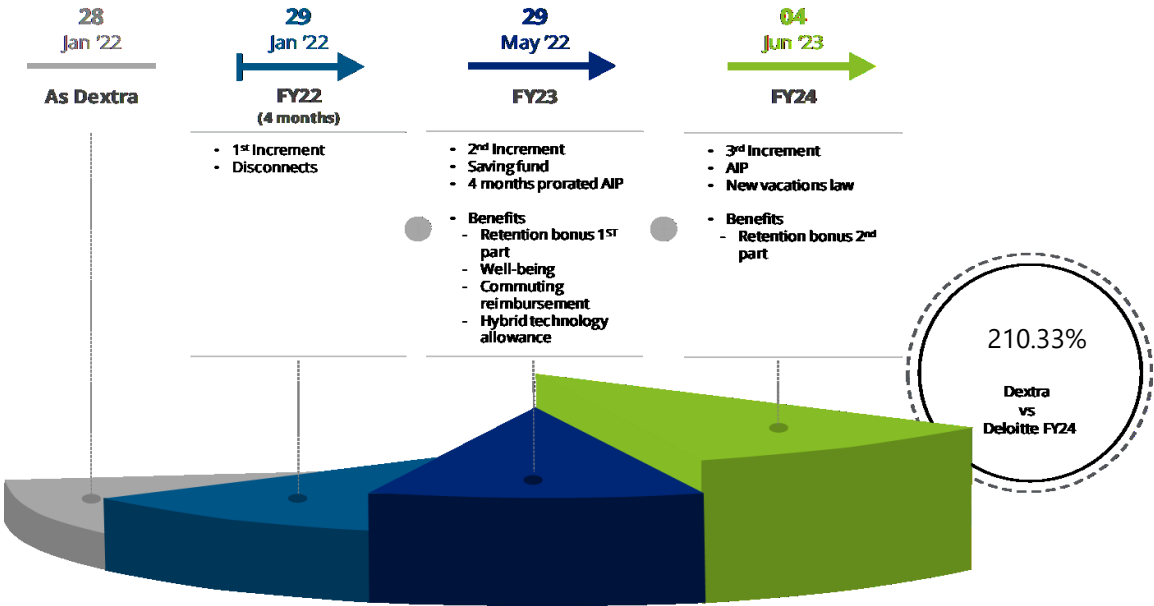 28
Jan '22
As Dextra
29
Jan '22
FY22
(4 months)
• 1st Increment
• Disconnects
29
May '22
FY23
• 2nd Increment
• Saving fund
• 4 months prorated AIP
• Benefits
- Retention bonus 1ST
part
- Well-being
- Commuting
reimbursement
- Hybrid technology
allowance
04
Jun '23
FY24
• 3rd Increment
• AIP
• New vacations law
• Benefits
- Retention bonus 2nd
part
210.33%
Dextra
vs
Deloitte FY24